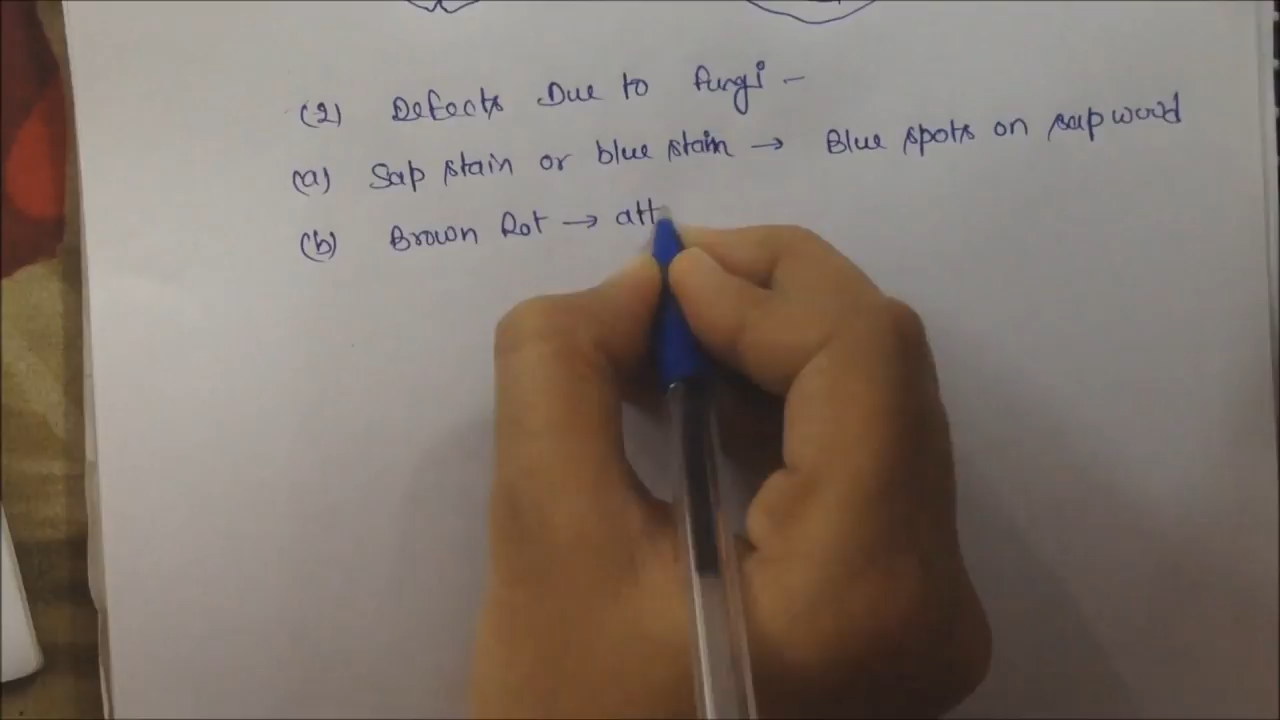 (2) Defects Due to fungi –
(a) Sap stain or blue stain → Blue spots on sapwood
(b) Brown Rot → att